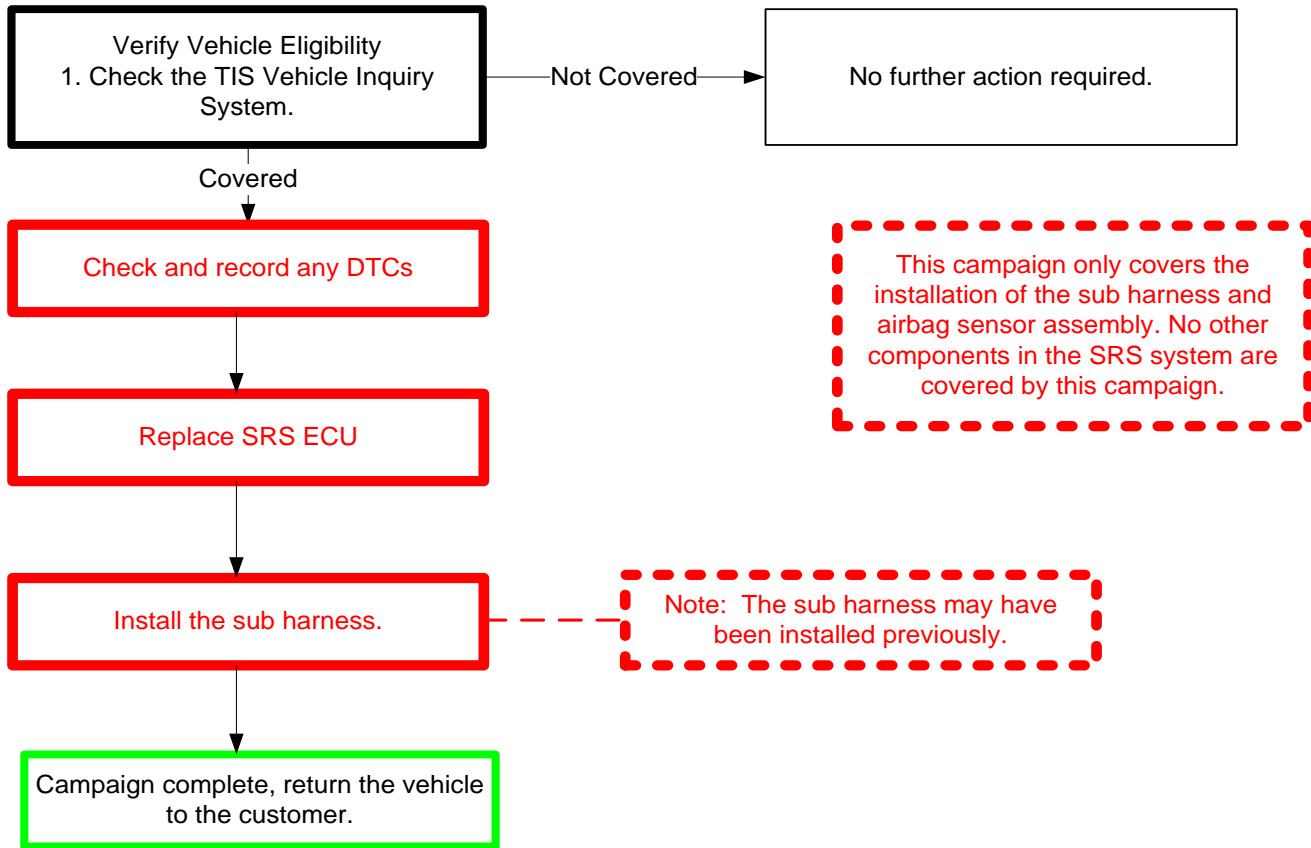 Verify Vehicle Eligibility
1. Check the TIS Vehicle Inquiry
System.
Not Covered
No further action required.
Covered
Check and record any DTCs
This campaign only covers the
installation of the sub harness and
airbag sensor assembly. No other
components in the SRS system are
covered by this campaign.
Replace SRS ECU
Install the sub harness.
Note:  The sub harness may have
been installed previously.
Campaign complete, return the vehicle
to the customer.